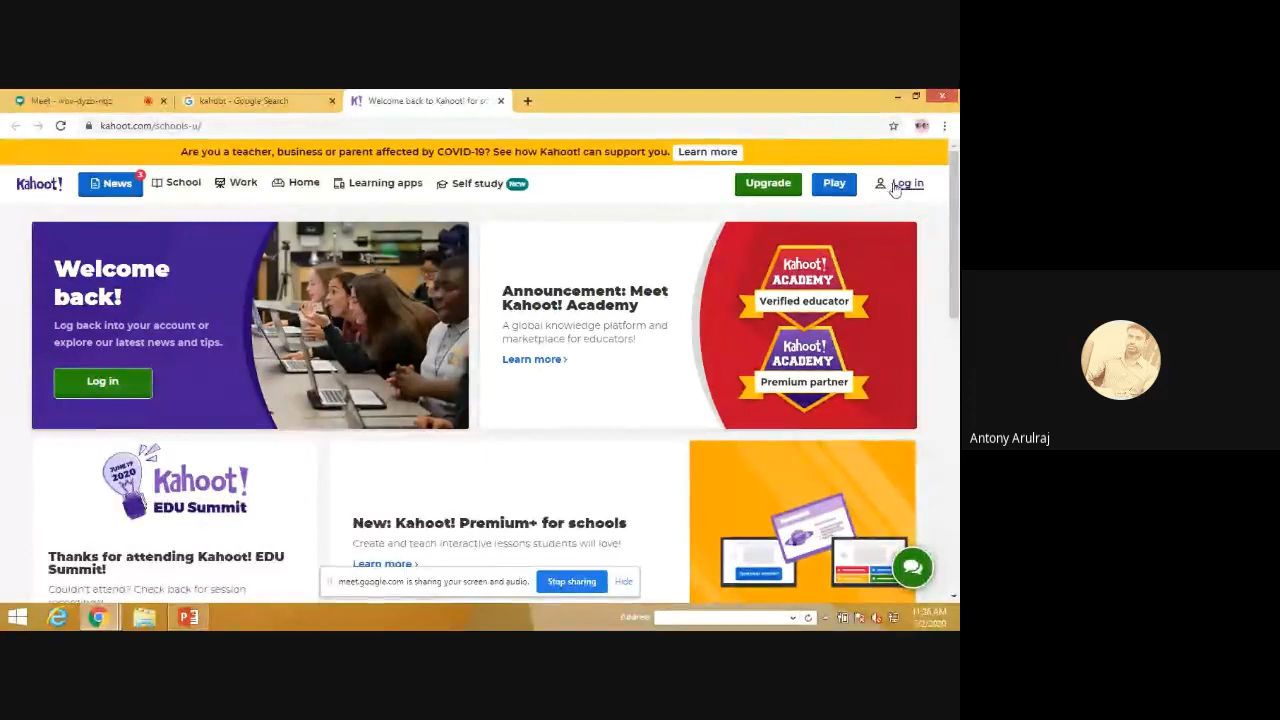 kahoot - Google Search
Welcome back to Kahoot! for
kahoot.com/schools-u/
Are you a teacher, business or parent affected by COVID-19? See how Kahoot! can support you.
Learn more
Kahoot!
News
3
School
Work
Home
Learning apps
Self study
New
Upgrade
Play
Log in
Welcome
back!
Log back into your account or
explore our latest news and tips.
Log in
Announcement: Meet
Kahoot! Academy
A global knowledge platform and
marketplace for educators!
Learn more ›
Kahoot!
ACADEMY
Verified educator
Kahoot!
ACADEMY
Premium partner
Antony Arulraj
JUNE 17
2020
Kahoot!
EDU Summit
Thanks for attending Kahoot! EDU
Summit!
Couldn't attend? Check back for session
New: Kahoot! Premium+ for schools
Create and teach interactive lessons students will love!
Learn more ›
meet.google.com is sharing your screen and audio.
Stop sharing
Hide
Address
11:36 AM